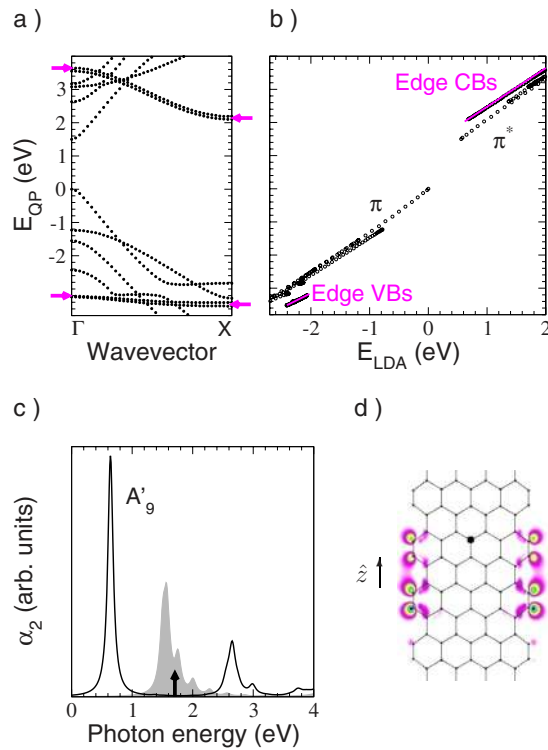 a )
b )
3
2
1
0
-1
-2
E_QP (eV)
Γ
X
Wavevector
Edge CBs
π*
π
Edge VBs
-2 -1 0 1 2
E_LDA (eV)
c )
d )
A'_9
α_2 (arb. units)
0 1 2 3 4
Photon energy (eV)
ẑ